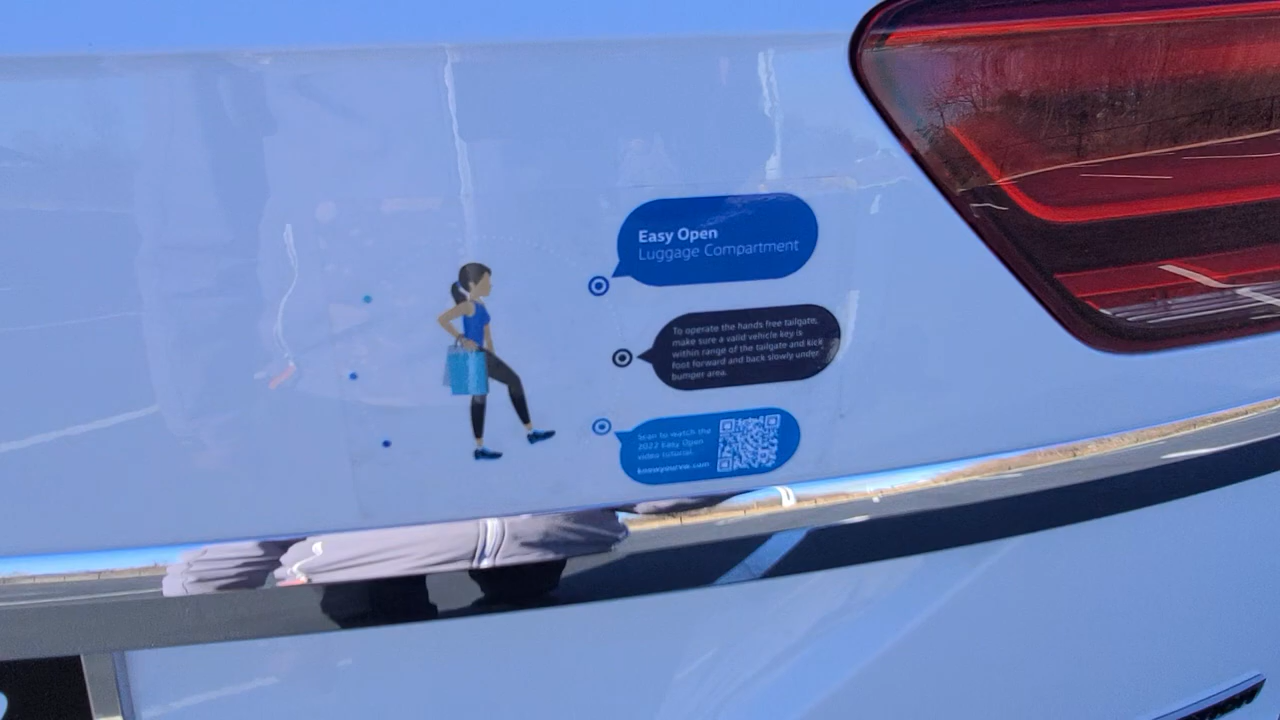 Easy Open
Luggage Compartment
To operate the hands free tailgate,
make sure a valid vehicle key is
within range of the tailgate and kick
foot forward and back slowly under
bumper area.
Scan to watch the
2022 Easy Open
video tutorial.
knowyourvw.com